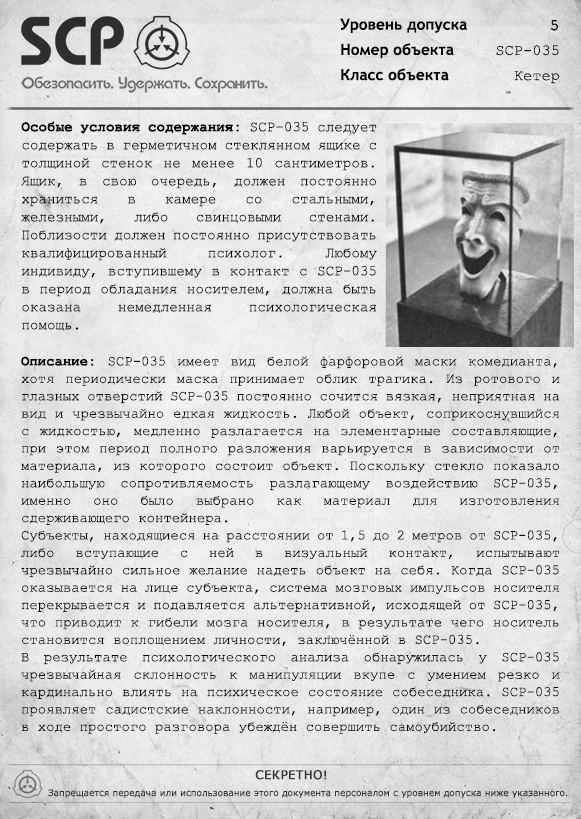 SCP
Обезопасить. Удержать. Сохранить.
Уровень допуска 5
Номер объекта SCP-035
Класс объекта Кетер
Особые условия содержания: SCP-035 следует
содержать в герметичном стеклянном ящике с
толщиной стенок не менее 10 сантиметров.
Ящик, в свою очередь, должен постоянно
храниться в камере со стальными,
железными, либо свинцовыми стенами.
Поблизости должен постоянно присутствовать
квалифицированный психолог. Любому
индивиду, вступившему в контакт с SCP-035
в период обладания носителем, должна быть
оказана немедленная психологическая
помощь.
Описание: SCP-035 имеет вид белой фарфоровой маски комедианта,
хотя периодически маска принимает облик трагика. Из ротового и
глазных отверстий SCP-035 постоянно сочится вязкая, неприятная на
вид и чрезвычайно едкая жидкость. Любой объект, соприкоснувшийся
с жидкостью, медленно разлагается на элементарные составляющие,
при этом период полного разложения варьируется в зависимости от
материала, из которого состоит объект. Поскольку стекло показало
наибольшую сопротивляемость разлагающему воздействию SCP-035,
именно оно было выбрано как материал для изготовления
сдерживающего контейнера.
Субъекты, находящиеся на расстоянии от 1,5 до 2 метров от SCP-035,
либо вступающие с ней в визуальный контакт, испытывают
чрезвычайно сильное желание надеть объект на себя. Когда SCP-035
оказывается на лице субъекта, система мозговых импульсов носителя
перекрывается и подавляется альтернативной, исходящей от SCP-035,
что приводит к гибели мозга носителя, в результате чего носитель
становится воплощением личности, заключённой в SCP-035.
В результате психологического анализа обнаружилась у SCP-035
чрезвычайная склонность к манипуляции вкупе с умением резко и
кардинально влиять на психическое состояние собеседника. SCP-035
проявляет садистские наклонности, например, один из собеседников
в ходе простого разговора убеждён совершить самоубийство.
СЕКРЕТНО!
Запрещается передача или использование этого документа персоналом с уровнем допуска ниже указанного.